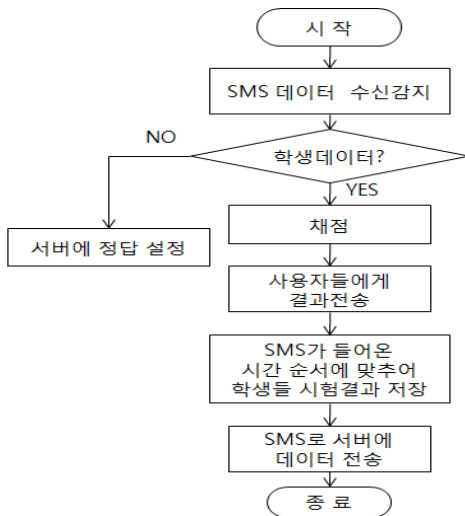 시 작
SMS 데이터 수신감지
NO
학생데이터?
YES
서버에 정답 설정
채점
사용자들에게
결과전송
SMS가 들어온
시간 순서에 맞추어
학생들 시험결과 저장
SMS로 서버에
데이터 전송
종 료